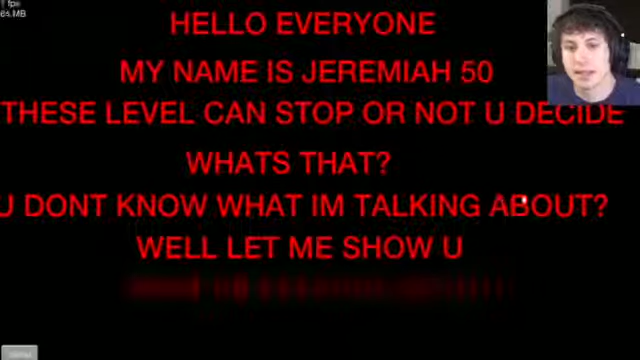 fps
HELLO EVERYONE
MY NAME IS JEREMIAH 50
THESE LEVEL CAN STOP OR NOT U DECIDE
WHATS THAT?
U DONT KNOW WHAT IM TALKING ABOUT?
WELL LET ME SHOW U